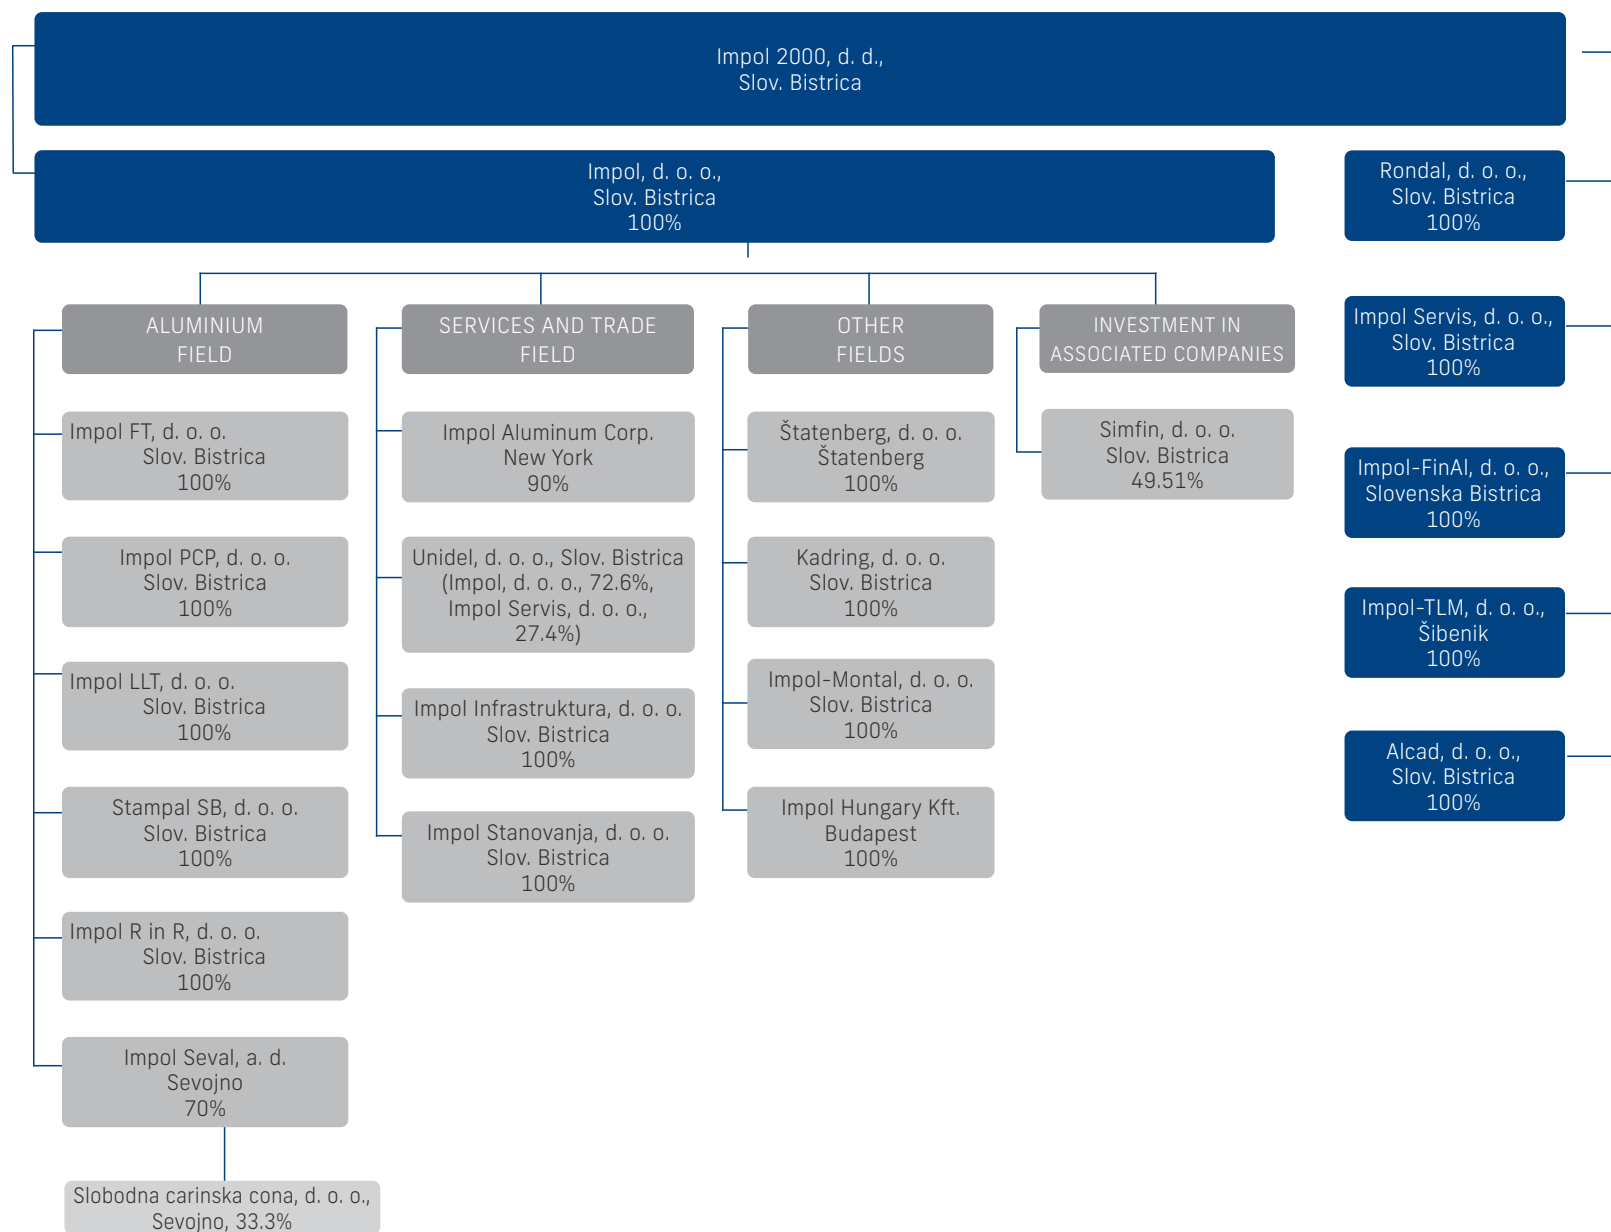 Impol 2000, d. d.,
Slov. Bistrica
Impol, d. o. o.,
Slov. Bistrica
100%
Rondal, d. o. o.,
Slov. Bistrica
100%
ALUMINIUM
FIELD
Impol FT, d. o. o.
Slov. Bistrica
100%
Impol PCP, d. o. o.
Slov. Bistrica
100%
Impol LLT, d. o. o.
Slov. Bistrica
100%
Stampal SB, d. o. o.
Slov. Bistrica
100%
Impol R in R, d. o. o.
Slov. Bistrica
100%
Impol Seval, a. d.
Sevojno
70%
Slobodna carinska cona, d. o. o.,
Sevojno, 33.3%
SERVICES AND TRADE
FIELD
Impol Aluminum Corp.
New York
90%
Unidel, d. o. o., Slov. Bistrica
(Impol, d. o. o., 72.6%,
Impol Servis, d. o. o.,
27.4%)
Impol Infrastruktura, d. o. o.
Slov. Bistrica
100%
Impol Stanovanja, d. o. o.
Slov. Bistrica
100%
OTHER
FIELDS
Štatenberg, d. o. o.
Štatenberg
100%
Kadring, d. o. o.
Slov. Bistrica
100%
Impol-Montal, d. o. o.
Slov. Bistrica
100%
Impol Hungary Kft.
Budapest
100%
INVESTMENT IN
ASSOCIATED COMPANIES
Simfin, d. o. o.
Slov. Bistrica
49.51%
Impol Servis, d. o. o.,
Slov. Bistrica
100%
Impol-FinAl, d. o. o.,
Slovenska Bistrica
100%
Impol-TLM, d. o. o.,
Šibenik
100%
Alcad, d. o. o.,
Slov. Bistrica
100%